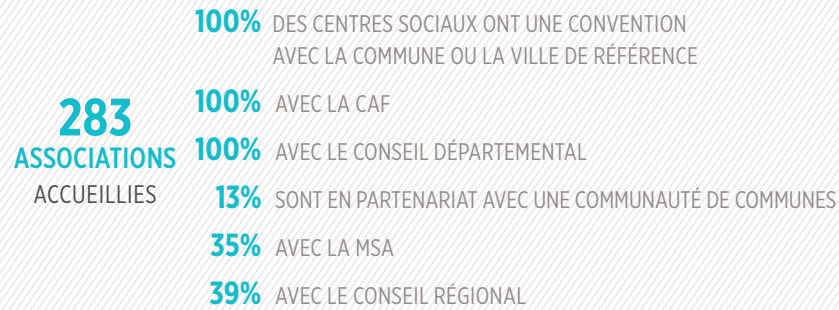 283
ASSOCIATIONS
ACCUEILLIES
100% DES CENTRES SOCIAUX ONT UNE CONVENTION
AVEC LA COMMUNE OU LA VILLE DE RÉFÉRENCE
100% AVEC LA CAF
100% AVEC LE CONSEIL DÉPARTEMENTAL
13% SONT EN PARTENARIAT AVEC UNE COMMUNAUTÉ DE COMMUNES
35% AVEC LA MSA
39% AVEC LE CONSEIL RÉGIONAL